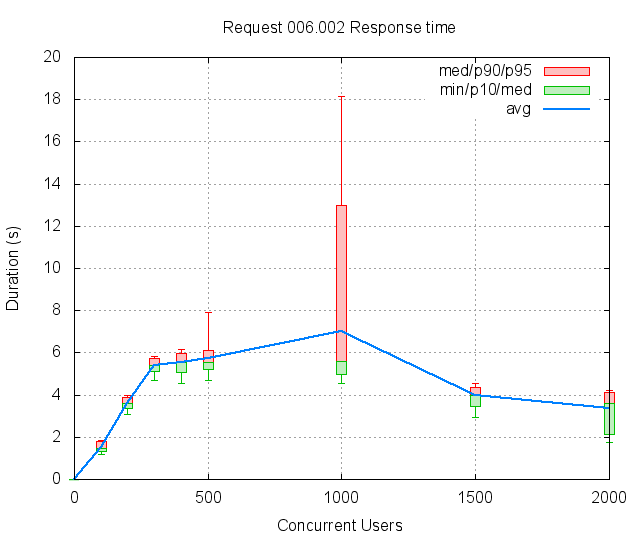 Request 006.002 Response time
med/p90/p95
min/p10/med
avg
20
18
16
14
12
10
8
6
4
2
0
Duration (s)
0 500 1000 1500 2000
Concurrent Users